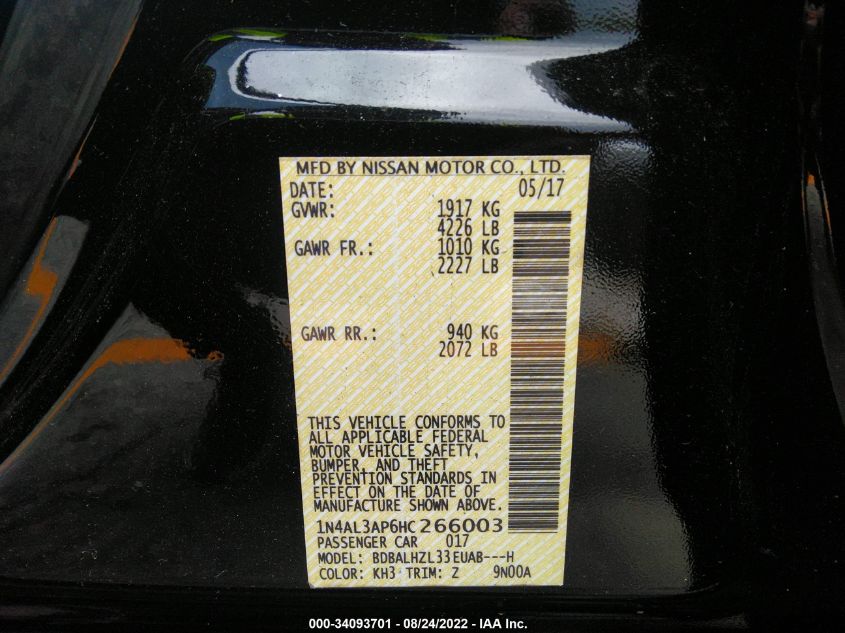 MFD BY NISSAN MOTOR CO., LTD.
DATE: 05/17
GVWR: 1917 KG
4226 LB
GAWR FR.: 1010 KG
2227 LB
GAWR RR.: 940 KG
2072 LB
THIS VEHICLE CONFORMS TO
ALL APPLICABLE FEDERAL
MOTOR VEHICLE SAFETY,
BUMPER, AND THEFT
PREVENTION STANDARDS IN
EFFECT ON THE DATE OF
MANUFACTURE SHOWN ABOVE.
1N4AL3AP6HC266003
PASSENGER CAR 017
MODEL: BDBALHZL33EUAB---H
COLOR: KH3 TRIM: Z 9N00A
000-34093701 - 08/24/2022 - IAA Inc.